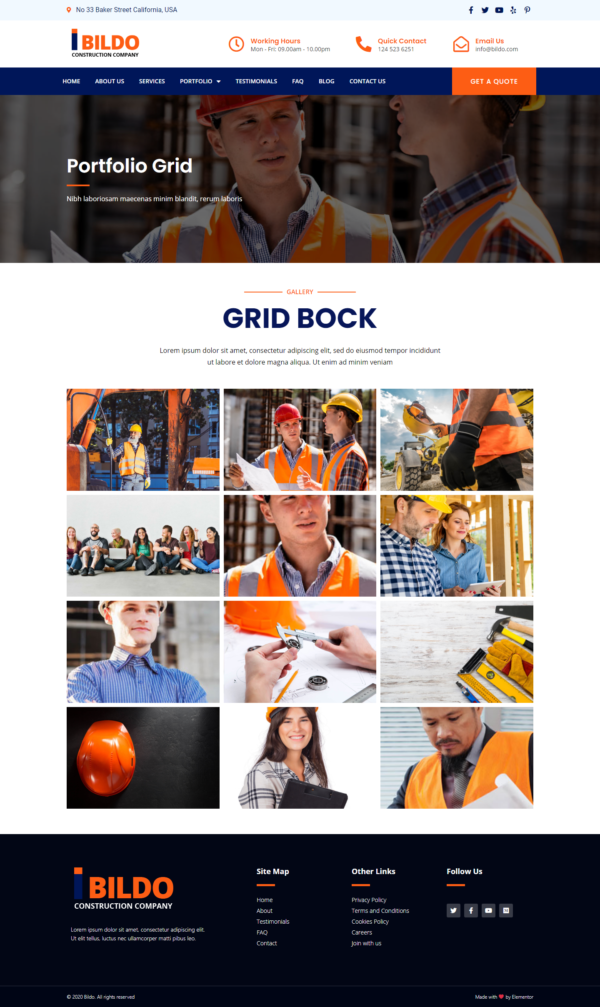 No 33 Baker Street California, USA
BILDO
CONSTRUCTION COMPANY
Working Hours
Mon - Fri: 09.00am - 10.00pm
Quick Contact
124 523 6251
Email Us
info@bildo.com
HOME ABOUT US SERVICES PORTFOLIO TESTIMONIALS FAQ BLOG CONTACT US
GET A QUOTE
Portfolio Grid
Nibh laboriosam maecenas minim blandit, rerum laboris
GALLERY
GRID BOCK
Lorem ipsum dolor sit amet, consectetur adipiscing elit, sed do eiusmod tempor incididunt
ut labore et dolore magna aliqua. Ut enim ad minim veniam
BILDO
CONSTRUCTION COMPANY
Lorem ipsum dolor sit amet, consectetur adipiscing elit.
Ut elit tellus, luctus nec ullamcorper matti pibus leo.
Site Map
Home
About
Testimonials
FAQ
Contact
Other Links
Privacy Policy
Terms and Conditions
Cookies Policy
Careers
Join with us
Follow Us
© 2020 Bildo. All rights reserved
Made with ❤ by Elementor